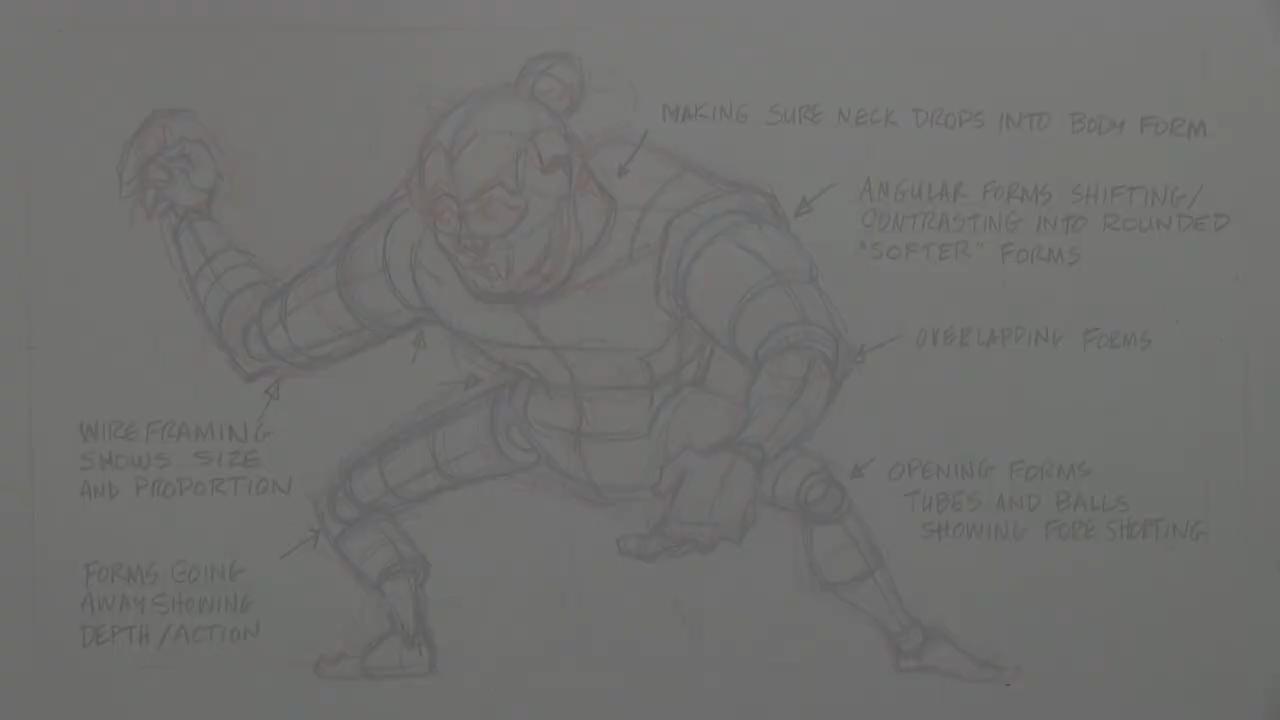 MAKING SURE NECK DROPS INTO BODY FORM
ANGULAR FORMS SHIFTING/
CONTRASTING INTO ROUNDED
"SOFTER" FORMS
OVERLAPPING FORMS
WIRE FRAMING
SHOWS SIZE
AND PROPORTION
OPENING FORMS
TUBES AND BALLS
SHOWING FORE SHORTING
FORMS GOING
AWAY SHOWING
DEPTH/ACTION